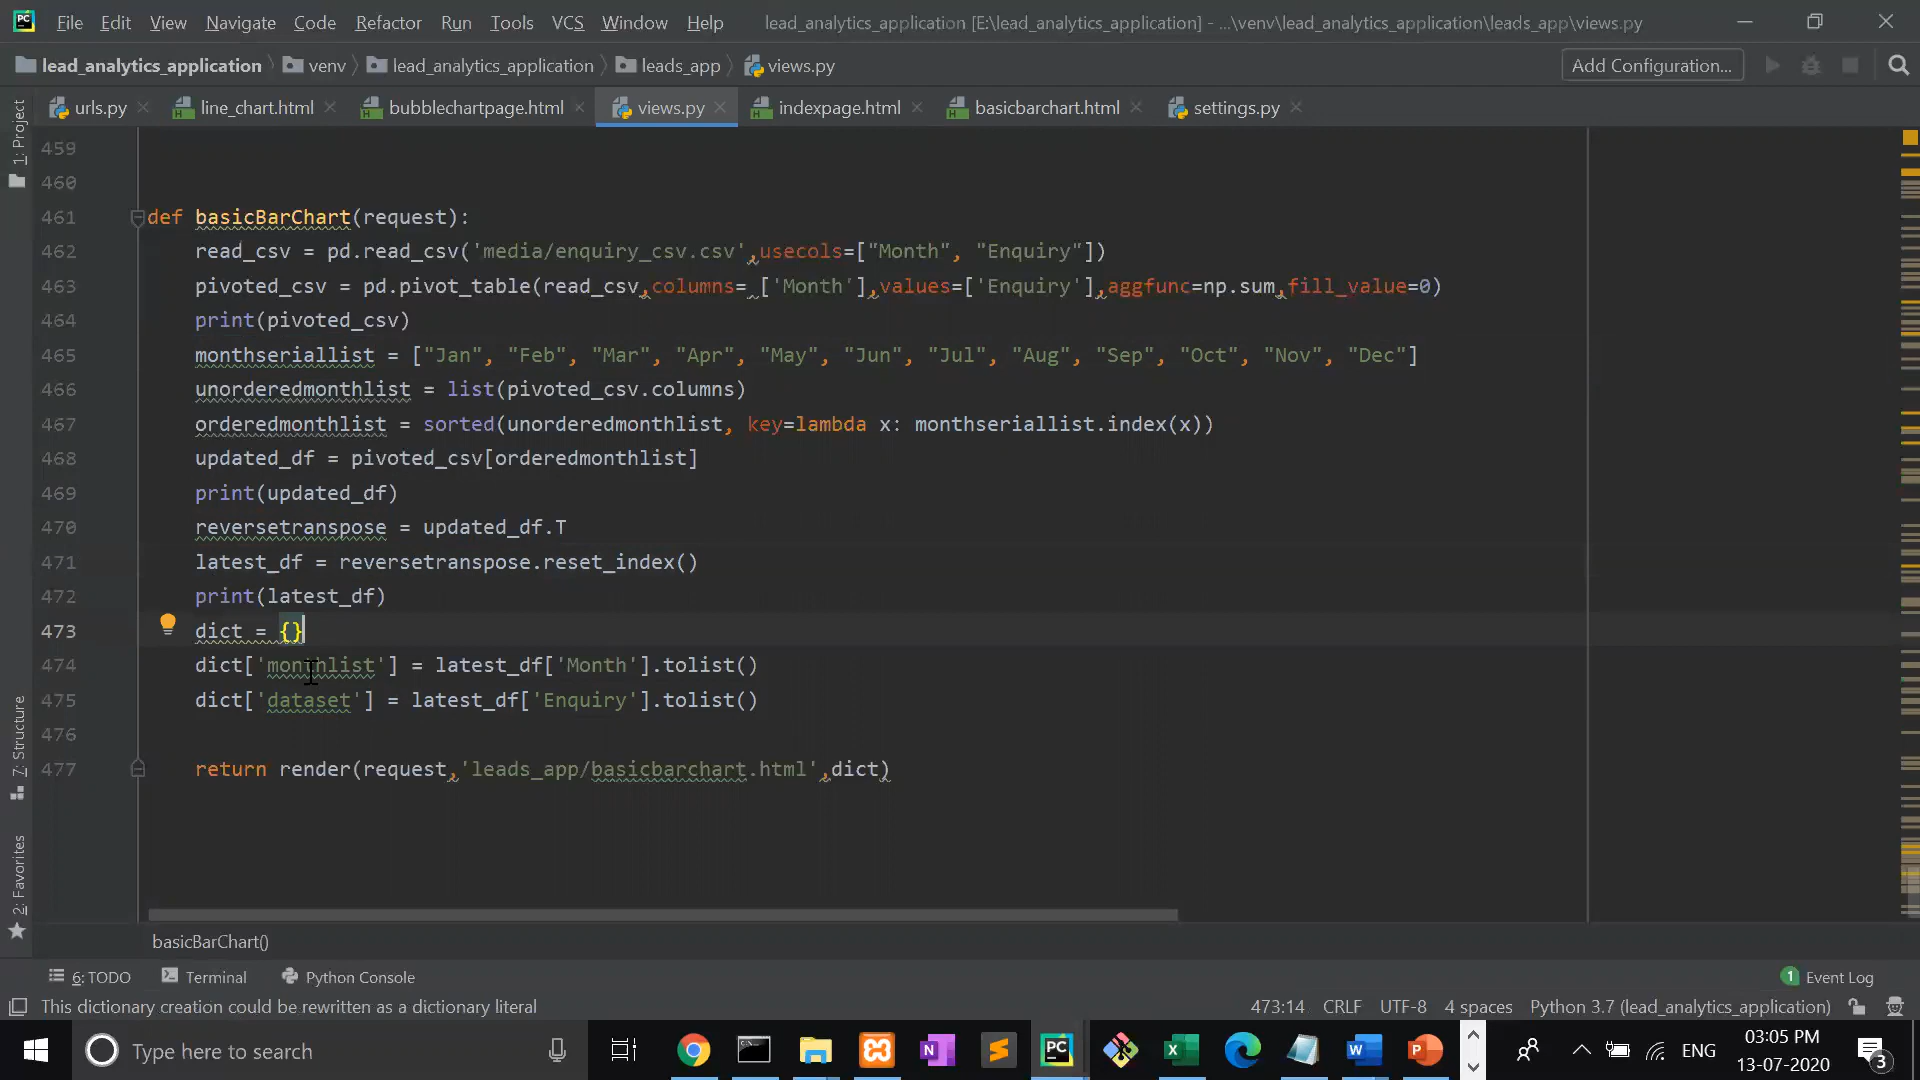 File Edit View Navigate Code Refactor Run Tools VCS Window Help lead_analytics_application [E:\lead_analytics_application] - ...\venv\lead_analytics_application\leads_app\views.py
lead_analytics_application venv lead_analytics_application leads_app views.py Add Configuration...
urls.py line_chart.html bubblechartpage.html views.py indexpage.html basicbarchart.html settings.py
1: Project
7: Structure
2: Favorites
459
460
461 def basicBarChart(request):
462 read_csv = pd.read_csv('media/enquiry_csv.csv',usecols=["Month", "Enquiry"])
463 pivoted_csv = pd.pivot_table(read_csv,columns= ['Month'],values=['Enquiry'],aggfunc=np.sum,fill_value=0)
464 print(pivoted_csv)
465 monthseriallist = ["Jan", "Feb", "Mar", "Apr", "May", "Jun", "Jul", "Aug", "Sep", "Oct", "Nov", "Dec"]
466 unorderedmonthlist = list(pivoted_csv.columns)
467 orderedmonthlist = sorted(unorderedmonthlist, key=lambda x: monthseriallist.index(x))
468 updated_df = pivoted_csv[orderedmonthlist]
469 print(updated_df)
470 reversetranspose = updated_df.T
471 latest_df = reversetranspose.reset_index()
472 print(latest_df)
473 dict = {}
474 dict['monthlist'] = latest_df['Month'].tolist()
475 dict['dataset'] = latest_df['Enquiry'].tolist()
476
477 return render(request,'leads_app/basicbarchart.html',dict)
basicBarChart()
6: TODO Terminal Python Console 1 Event Log
This dictionary creation could be rewritten as a dictionary literal 473:14 CRLF UTF-8 4 spaces Python 3.7 (lead_analytics_application)
Type here to search ENG 03:05 PM
13-07-2020 3